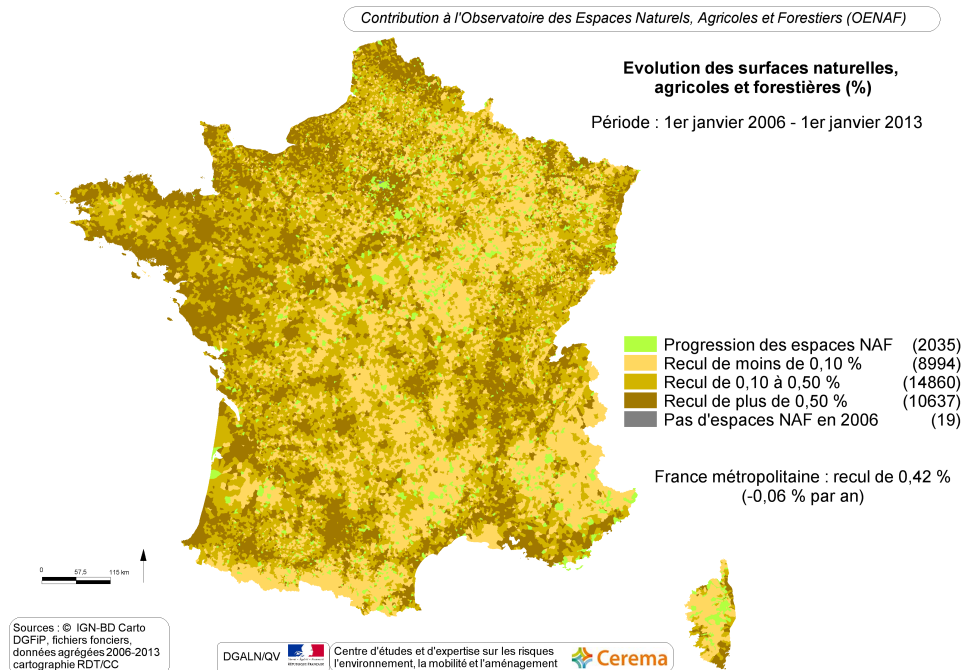 Contribution à l'Observatoire des Espaces Naturels, Agricoles et Forestiers (OENAF)
Evolution des surfaces naturelles,
agricoles et forestières (%)
Période : 1er janvier 2006 - 1er janvier 2013
Progression des espaces NAF (2035)
Recul de moins de 0,10 % (8994)
Recul de 0,10 à 0,50 % (14860)
Recul de plus de 0,50 % (10637)
Pas d'espaces NAF en 2006 (19)
France métropolitaine : recul de 0,42 %
(-0,06 % par an)
0 57,5 115 km
Sources : © IGN-BD Carto
DGFiP, fichiers fonciers,
données agrégées 2006-2013
cartographie RDT/CC
DGALN/QV
RÉPUBLIQUE FRANÇAISE
Centre d'études et d'expertise sur les risques
l'environnement, la mobilité et l'aménagement
Cerema